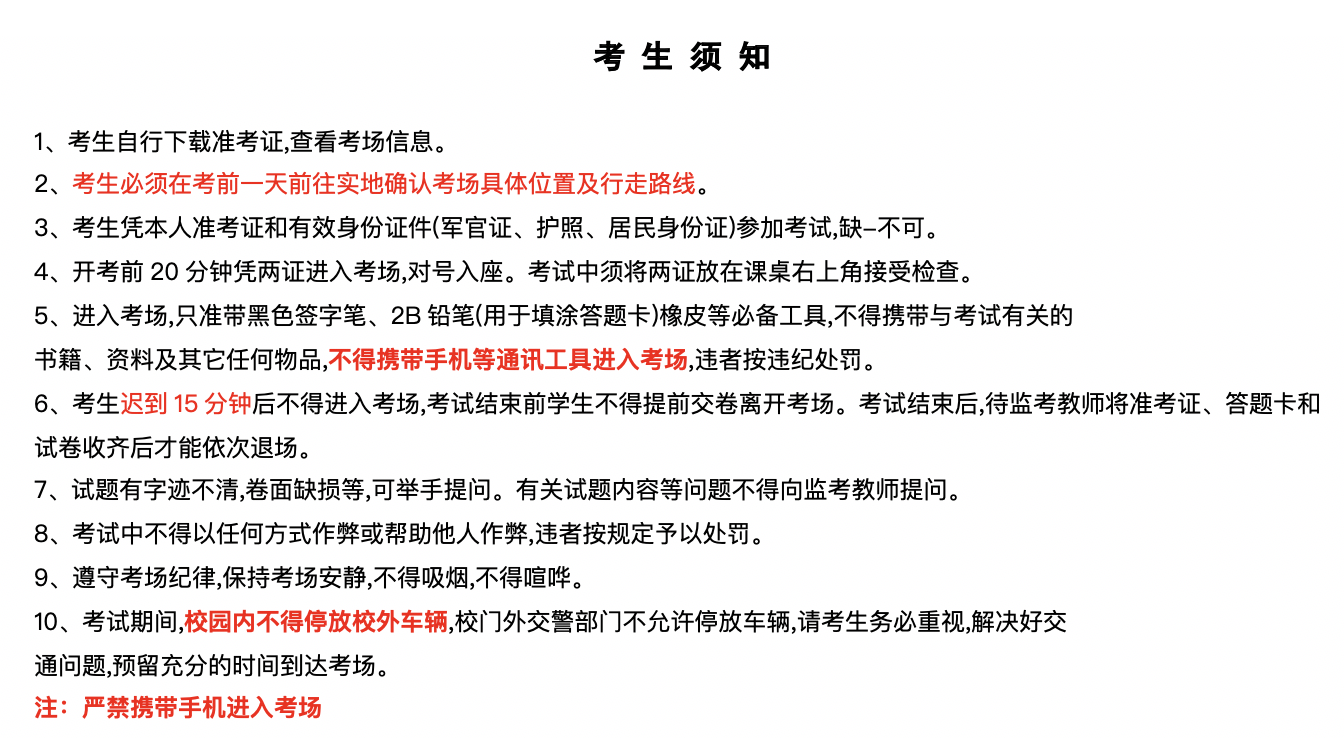 考 生 须 知
1、考生自行下载准考证,查看考场信息。
2、考生必须在考前一天前往实地确认考场具体位置及行走路线。
3、考生凭本人准考证和有效身份证件(军官证、护照、居民身份证)参加考试,缺–不可。
4、开考前 20 分钟凭两证进入考场,对号入座。考试中须将两证放在课桌右上角接受检查。
5、进入考场,只准带黑色签字笔、2B 铅笔(用于填涂答题卡)橡皮等必备工具,不得携带与考试有关的
书籍、资料及其它任何物品,不得携带手机等通讯工具进入考场,违者按违纪处罚。
6、考生迟到 15 分钟后不得进入考场,考试结束前学生不得提前交卷离开考场。考试结束后,待监考教师将准考证、答题卡和
试卷收齐后才能依次退场。
7、试题有字迹不清,卷面缺损等,可举手提问。有关试题内容等问题不得向监考教师提问。
8、考试中不得以任何方式作弊或帮助他人作弊,违者按规定予以处罚。
9、遵守考场纪律,保持考场安静,不得吸烟,不得喧哗。
10、考试期间,校园内不得停放校外车辆,校门外交警部门不允许停放车辆,请考生务必重视,解决好交
通问题,预留充分的时间到达考场。
注：严禁携带手机进入考场